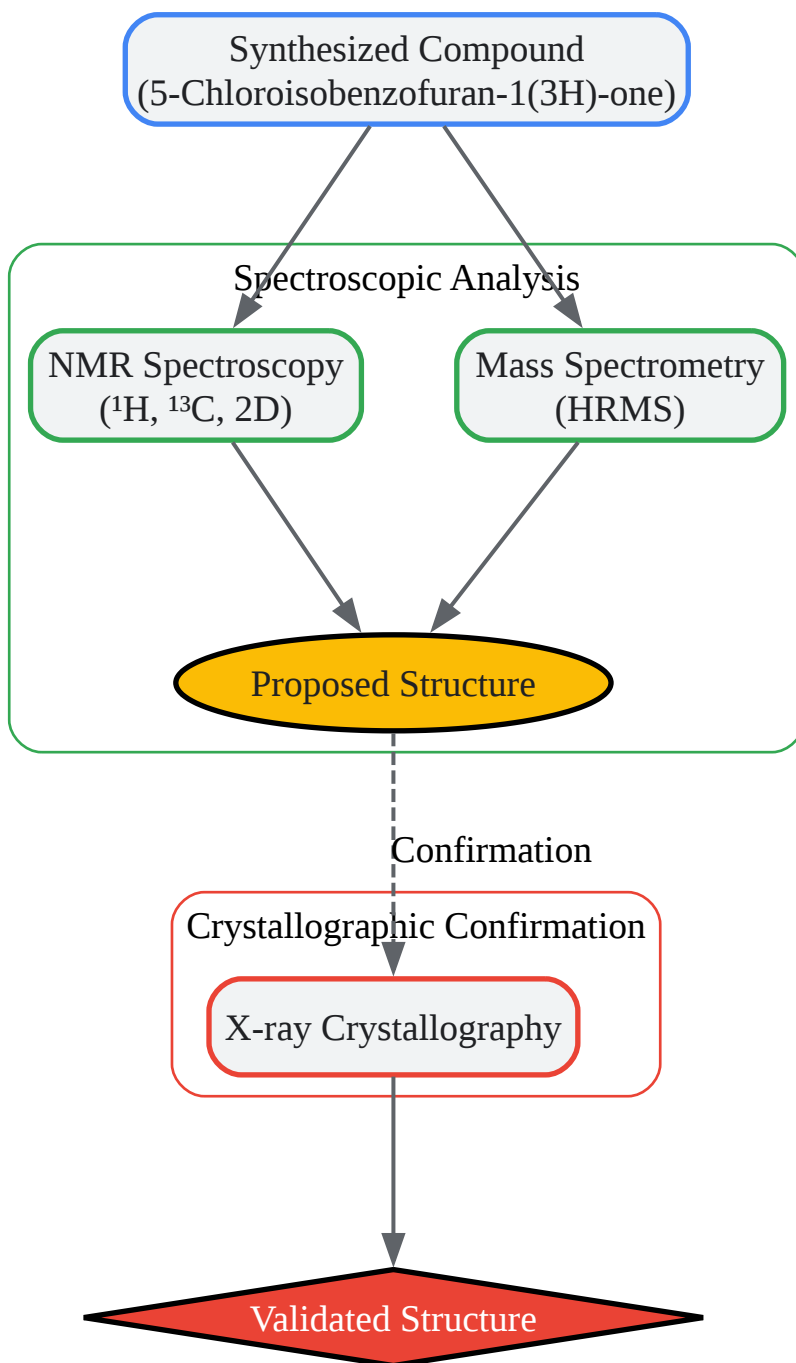 Synthesized Compound
(5-Chloroisobenzofuran-1(3H)-one)
Spectroscopic Analysis
NMR Spectroscopy
(¹H, ¹³C, 2D)
Mass Spectrometry
(HRMS)
Proposed Structure
Confirmation
Crystallographic Confirmation
X-ray Crystallography
Validated Structure